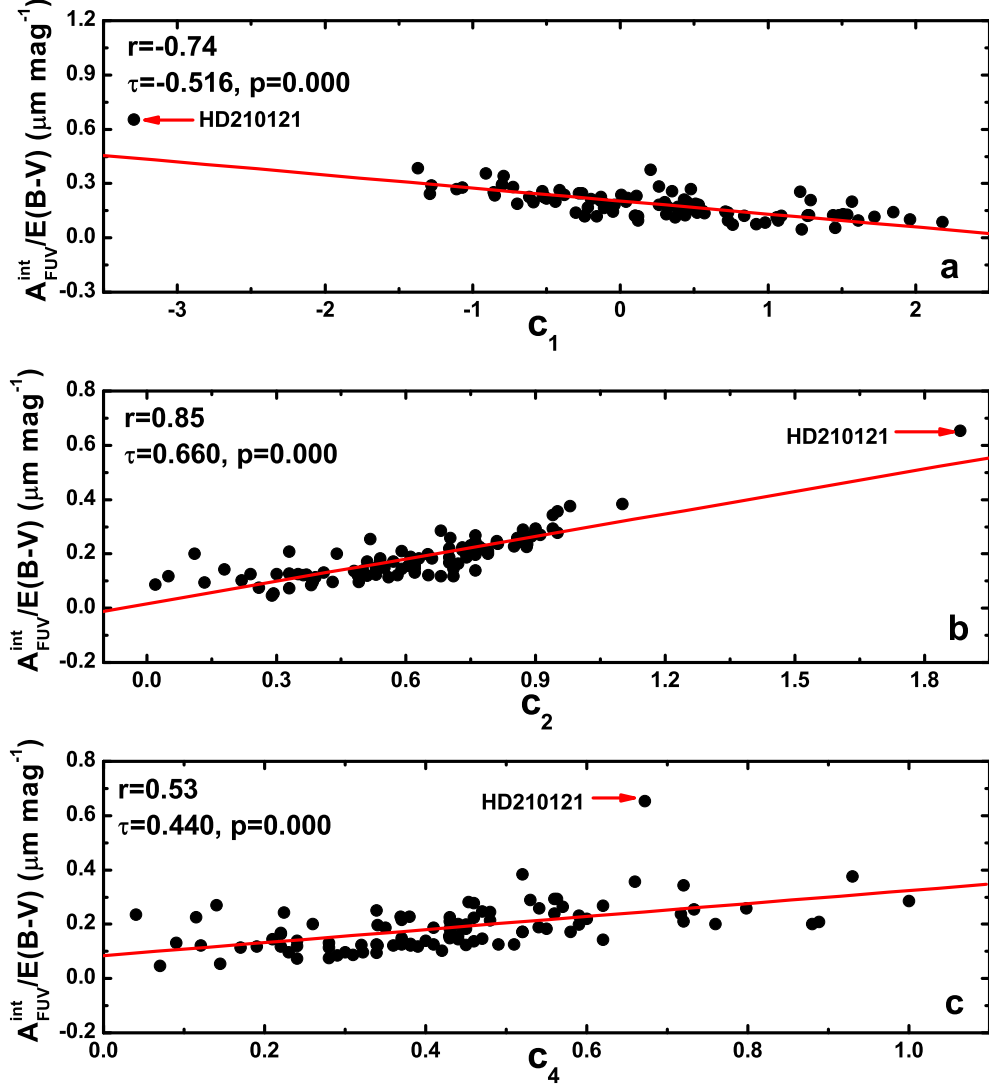 1.2
0.9
0.6
0.3
0.0
-0.3
A^int_FUV/E(B-V) (μm mag^-1)
r=-0.74
τ=-0.516, p=0.000
HD210121
a
-3 -2 -1 0 1 2
c_1
0.8
0.6
0.4
0.2
0.0
-0.2
A^int_FUV/E(B-V) (μm mag^-1)
r=0.85
τ=0.660, p=0.000
HD210121
b
0.0 0.3 0.6 0.9 1.2 1.5 1.8
c_2
0.8
0.6
0.4
0.2
0.0
-0.2
A^int_FUV/E(B-V) (μm mag^-1)
r=0.53
τ=0.440, p=0.000
HD210121
c
0.0 0.2 0.4 0.6 0.8 1.0
c_4